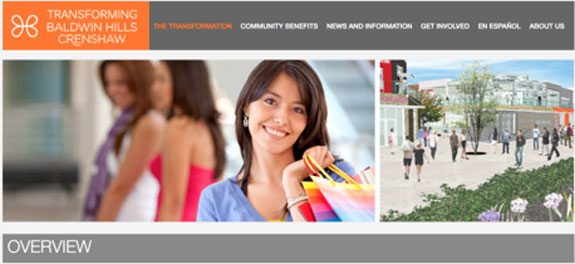 TRANSFORMING
BALDWIN HILLS
CRENSHAW
THE TRANSFORMATION COMMUNITY BENEFITS NEWS AND INFORMATION GET INVOLVED EN ESPAÑOL ABOUT US
OVERVIEW